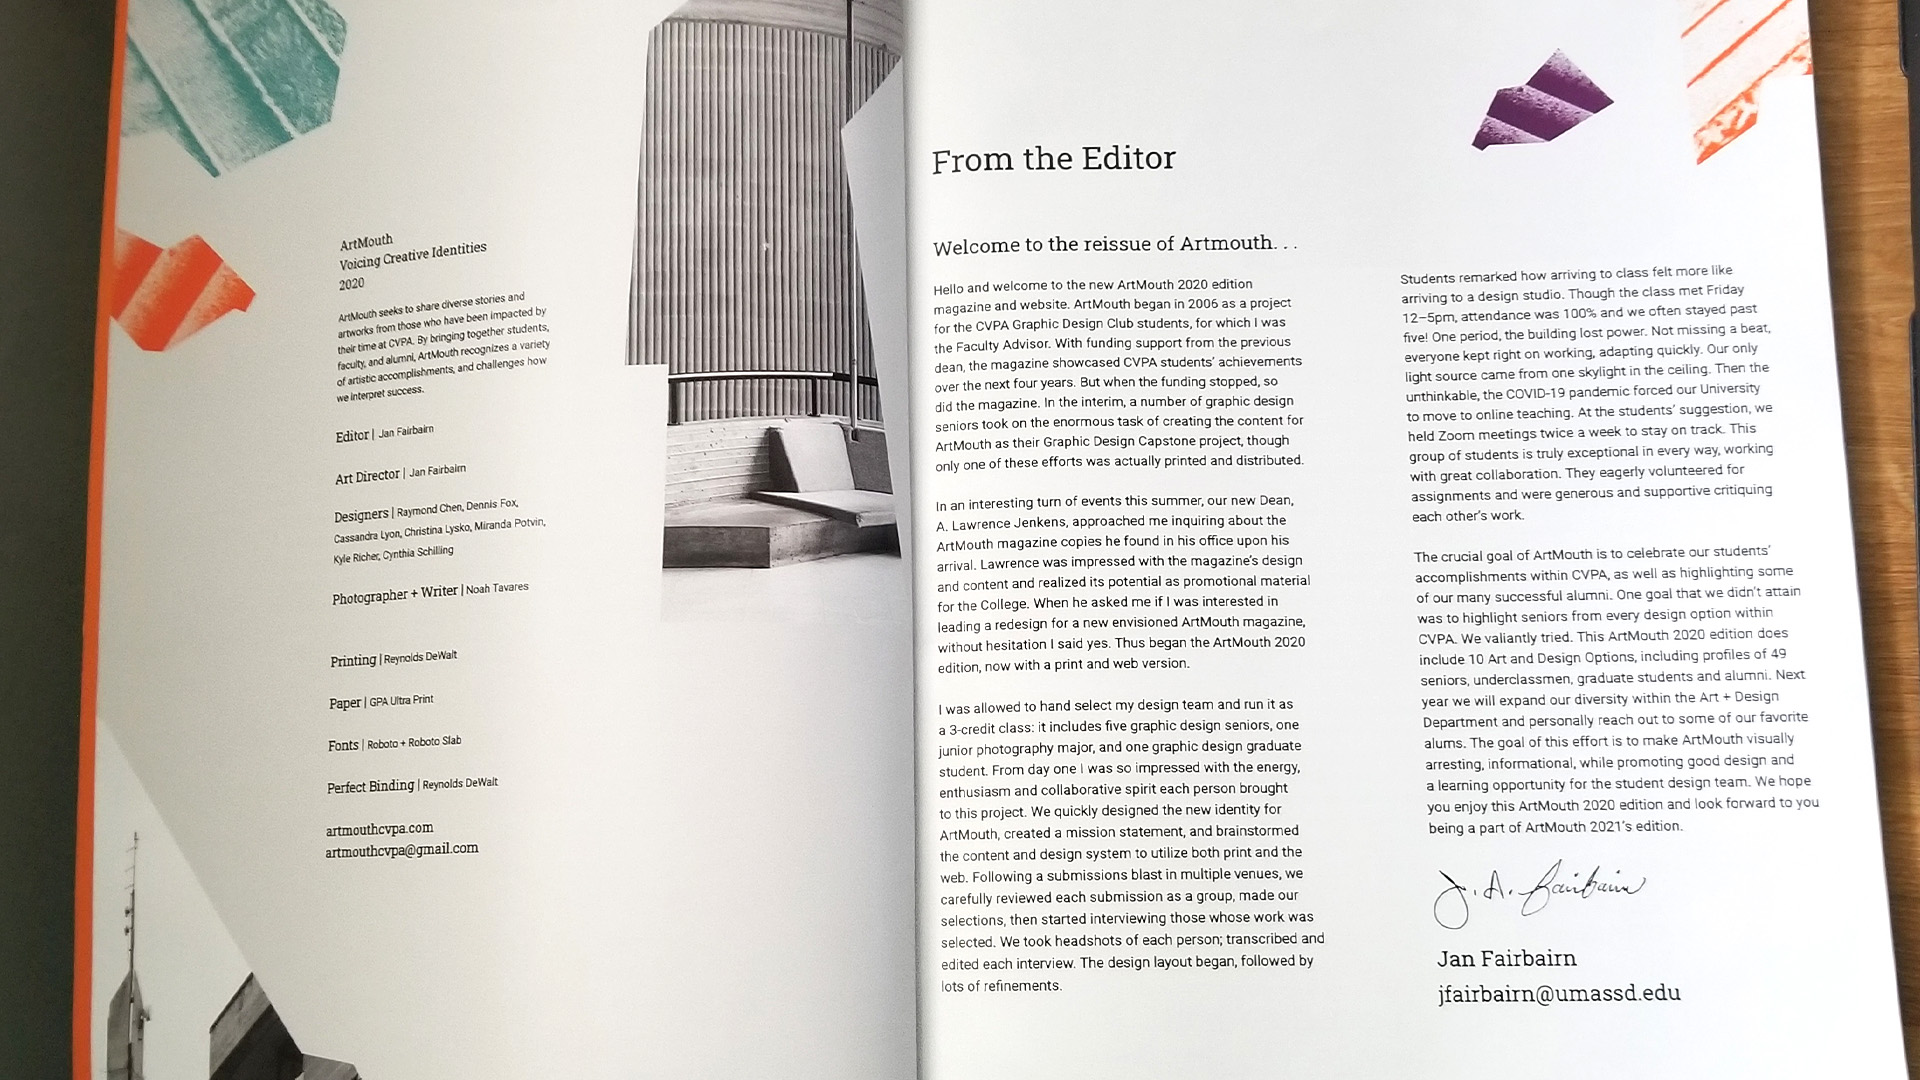 ArtMouth
Voicing Creative Identities
2020
ArtMouth seeks to share diverse stories and
artworks from those who have been impacted by
their time at CVPA. By bringing together students,
faculty, and alumni, ArtMouth recognizes a variety
of artistic accomplishments, and challenges how
we interpret success.
Editor | Jan Fairbairn
Art Director | Jan Fairbairn
Designers | Raymond Chen, Dennis Fox,
Cassandra Lyon, Christina Lysko, Miranda Potvin,
Kyle Richer, Cynthia Schilling
Photographer + Writer | Noah Tavares
Printing | Reynolds DeWalt
Paper | GPA Ultra Print
Fonts | Roboto + Roboto Slab
Perfect Binding | Reynolds DeWalt
artmouthcvpa.com
artmouthcvpa@gmail.com
From the Editor
Welcome to the reissue of Artmouth. . .
Hello and welcome to the new ArtMouth 2020 edition
magazine and website. ArtMouth began in 2006 as a project
for the CVPA Graphic Design Club students, for which I was
the Faculty Advisor. With funding support from the previous
dean, the magazine showcased CVPA students' achievements
over the next four years. But when the funding stopped, so
did the magazine. In the interim, a number of graphic design
seniors took on the enormous task of creating the content for
ArtMouth as their Graphic Design Capstone project, though
only one of these efforts was actually printed and distributed.
In an interesting turn of events this summer, our new Dean,
A. Lawrence Jenkens, approached me inquiring about the
ArtMouth magazine copies he found in his office upon his
arrival. Lawrence was impressed with the magazine's design
and content and realized its potential as promotional material
for the College. When he asked me if I was interested in
leading a redesign for a new envisioned ArtMouth magazine,
without hesitation I said yes. Thus began the ArtMouth 2020
edition, now with a print and web version.
I was allowed to hand select my design team and run it as
a 3-credit class: it includes five graphic design seniors, one
junior photography major, and one graphic design graduate
student. From day one I was so impressed with the energy,
enthusiasm and collaborative spirit each person brought
to this project. We quickly designed the new identity for
ArtMouth, created a mission statement, and brainstormed
the content and design system to utilize both print and the
web. Following a submissions blast in multiple venues, we
carefully reviewed each submission as a group, made our
selections, then started interviewing those whose work was
selected. We took headshots of each person; transcribed and
edited each interview. The design layout began, followed by
lots of refinements.
Students remarked how arriving to class felt more like
arriving to a design studio. Though the class met Friday
12–5pm, attendance was 100% and we often stayed past
five! One period, the building lost power. Not missing a beat,
everyone kept right on working, adapting quickly. Our only
light source came from one skylight in the ceiling. Then the
unthinkable, the COVID-19 pandemic forced our University
to move to online teaching. At the students' suggestion, we
held Zoom meetings twice a week to stay on track. This
group of students is truly exceptional in every way, working
with great collaboration. They eagerly volunteered for
assignments and were generous and supportive critiquing
each other's work.
The crucial goal of ArtMouth is to celebrate our students'
accomplishments within CVPA, as well as highlighting some
of our many successful alumni. One goal that we didn't attain
was to highlight seniors from every design option within
CVPA. We valiantly tried. This ArtMouth 2020 edition does
include 10 Art and Design Options, including profiles of 49
seniors, underclassmen, graduate students and alumni. Next
year we will expand our diversity within the Art + Design
Department and personally reach out to some of our favorite
alums. The goal of this effort is to make ArtMouth visually
arresting, informational, while promoting good design and
a learning opportunity for the student design team. We hope
you enjoy this ArtMouth 2020 edition and look forward to you
being a part of ArtMouth 2021's edition.
J. A. Fairbairn
Jan Fairbairn
jfairbairn@umassd.edu